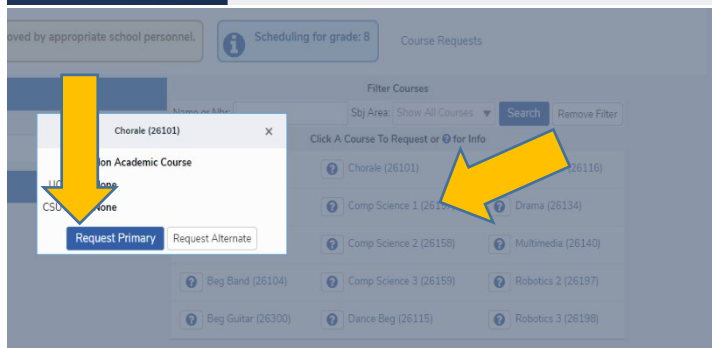 oved by appropriate school personnel.
Scheduling for grade: 8
Course Requests
Filter Courses
Name or Nbr:
Sbj Area: Show All Courses
Search
Remove Filter
Click A Course To Request or ? for Info
Chorale (26101)
X
Academic Course
None
CSU
None
Request Primary
Request Alternate
? Chorale (26101)
(26116)
? Comp Science 1
? Drama (26134)
? Comp Science 2 (26158)
? Multimedia (26140)
? Beg Band (26104)
? Comp Science 3 (26159)
? Robotics 2 (26197)
? Beg Guitar (26300)
? Dance Beg (26115)
? Robotics 3 (26198)